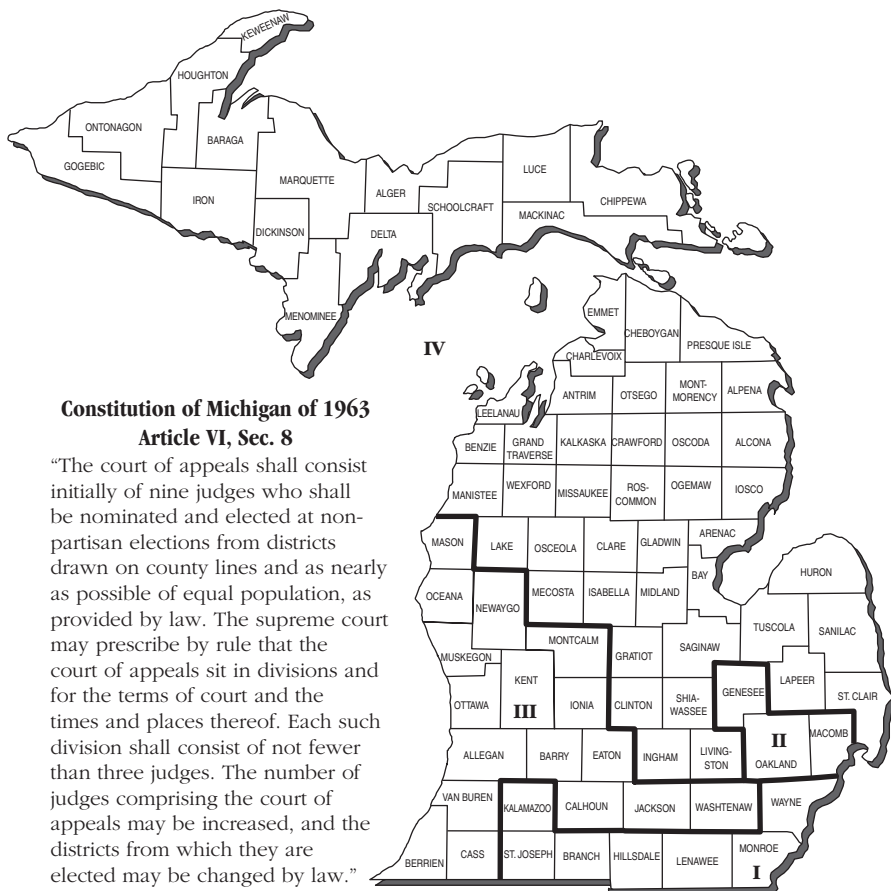 KEWEENAW
HOUGHTON
ONTONAGON
BARAGA
GOGEBIC
MARQUETTE
LUCE
IRON
ALGER
CHIPPEWA
SCHOOLCRAFT
MACKINAC
DICKINSON
DELTA
MENOMINEE
EMMET
CHEBOYGAN
PRESQUE ISLE
IV
CHARLEVOIX
ANTRIM
OTSEGO
MONT-
MORENCY
ALPENA
Constitution of Michigan of 1963
Article VI, Sec. 8
“The court of appeals shall consist
initially of nine judges who shall
be nominated and elected at non-
partisan elections from districts
drawn on county lines and as nearly
as possible of equal population, as
provided by law. The supreme court
may prescribe by rule that the
court of appeals sit in divisions and
for the terms of court and the
times and places thereof. Each such
division shall consist of not fewer
than three judges. The number of
judges comprising the court of
appeals may be increased, and the
districts from which they are
elected may be changed by law.”
LEELANAU
BENZIE
GRAND
TRAVERSE
KALKASKA
CRAWFORD
OSCODA
ALCONA
MANISTEE
WEXFORD
MISSAUKEE
ROS-
COMMON
OGEMAW
IOSCO
MASON
LAKE
OSCEOLA
CLARE
GLADWIN
ARENAC
BAY
HURON
OCEANA
NEWAYGO
MECOSTA
ISABELLA
MIDLAND
TUSCOLA
SANILAC
MONTCALM
GRATIOT
SAGINAW
MUSKEGON
KENT
GENESEE
LAPEER
ST. CLAIR
OTTAWA
III
IONIA
CLINTON
SHIA-
WASSEE
II
MACOMB
ALLEGAN
BARRY
EATON
INGHAM
LIVING-
STON
OAKLAND
VAN BUREN
KALAMAZOO
CALHOUN
JACKSON
WASHTENAW
WAYNE
BERRIEN
CASS
ST. JOSEPH
BRANCH
HILLSDALE
LENAWEE
MONROE
I